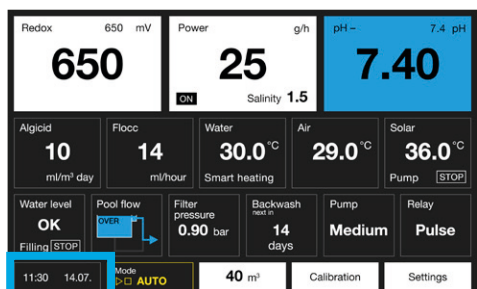 Redox 650 mV
650
Power g/h
25
ON Salinity 1.5
pH – 7.4 pH
7.40
Algicid
10
ml/m³ day
Flocc
14
ml/hour
Water
30.0 °C
Smart heating
Air
29.0 °C
Solar
36.0 °C
Pump STOP
Water level
OK
Filling STOP
Pool flow
OVER
Filter
pressure
0.90 bar
Backwash
next in
14
days
Pump
Medium
Relay
Pulse
11:30 14.07.
Mode
AUTO
40 m³
Calibration
Settings